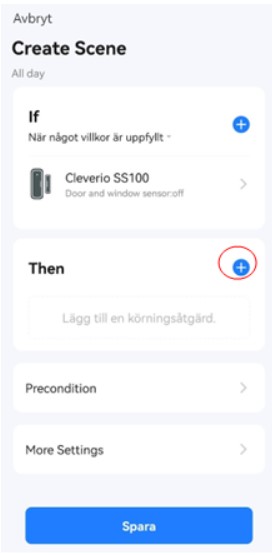 Avbryt
Create Scene
All day
If
När något villkor är uppfyllt
Cleverio SS100
Door and window sensor:off
Then
Lägg till en körningsåtgärd.
Precondition
More Settings
Spara